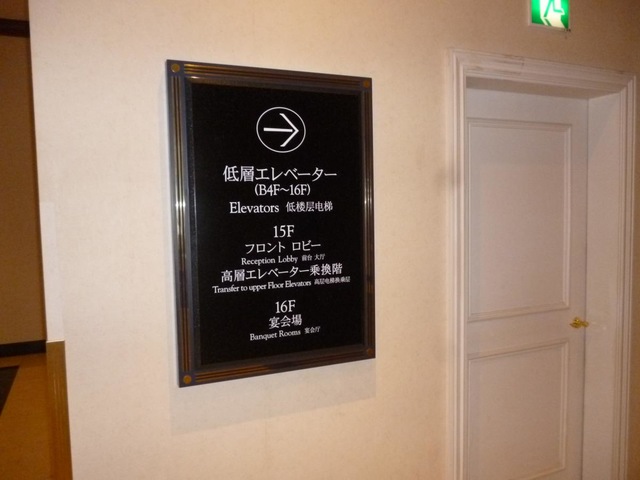 低層エレベーター
(B4F～16F)
Elevators 低楼层电梯
15F
フロント ロビー
Reception Lobby 前台 大厅
高層エレベーター乗換階
Transfer to upper Floor Elevators 高层电梯换乘层
16F
宴会場
Banquet Rooms 宴会厅